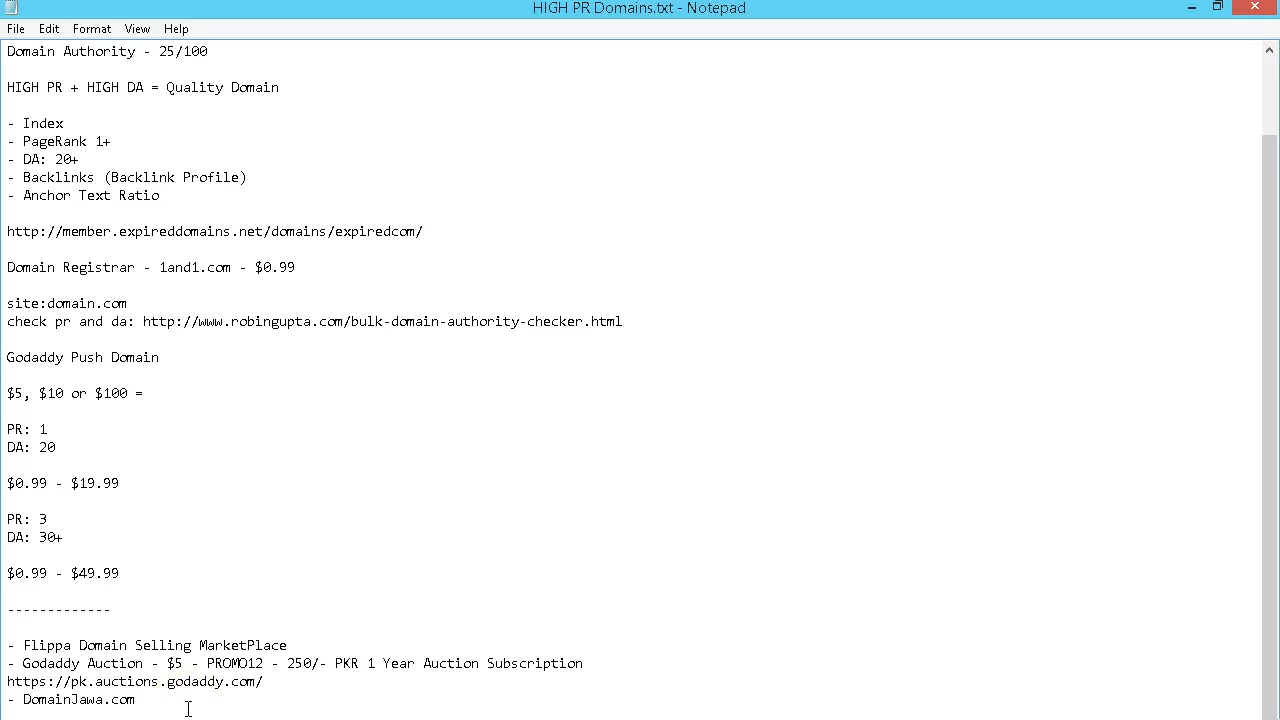 HIGH PR Domains.txt - Notepad
File Edit Format View Help
Domain Authority - 25/100
HIGH PR + HIGH DA = Quality Domain
- Index
- PageRank 1+
- DA: 20+
- Backlinks (Backlink Profile)
- Anchor Text Ratio
http://member.expireddomains.net/domains/expiredcom/
Domain Registrar - 1and1.com - $0.99
site:domain.com
check pr and da: http://www.robingupta.com/bulk-domain-authority-checker.html
Godaddy Push Domain
$5, $10 or $100 =
PR: 1
DA: 20
$0.99 - $19.99
PR: 3
DA: 30+
$0.99 - $49.99
-------------
- Flippa Domain Selling MarketPlace
- Godaddy Auction - $5 - PROMO12 - 250/- PKR 1 Year Auction Subscription
https://pk.auctions.godaddy.com/
- DomainJawa.com